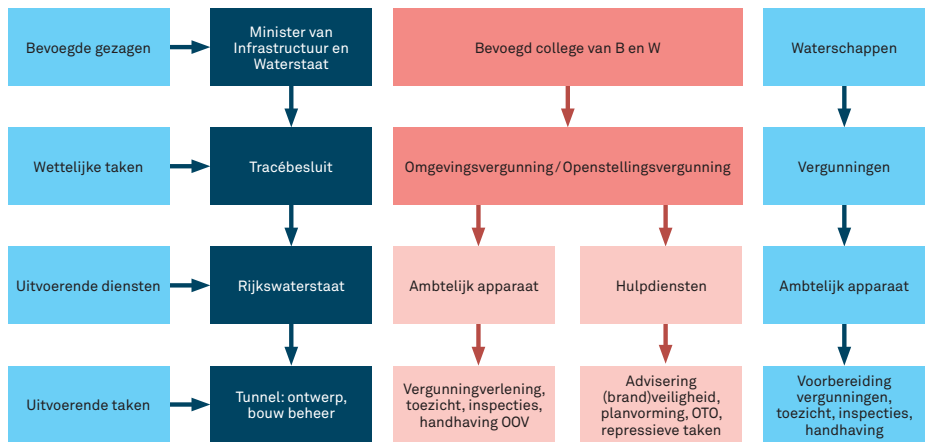 Bevoegde gezagen
Minister van
Infrastructuur en
Waterstaat
Bevoegd college van B en W
Waterschappen
Wettelijke taken
Tracébesluit
Omgevingsvergunning / Openstellingsvergunning
Vergunningen
Uitvoerende diensten
Rijkswaterstaat
Ambtelijk apparaat
Hulpdiensten
Ambtelijk apparaat
Uitvoerende taken
Tunnel: ontwerp,
bouw beheer
Vergunningverlening,
toezicht, inspecties,
handhaving OOV
Advisering
(brand)veiligheid,
planvorming, OTO,
repressieve taken
Voorbereiding
vergunningen,
toezicht, inspecties,
handhaving